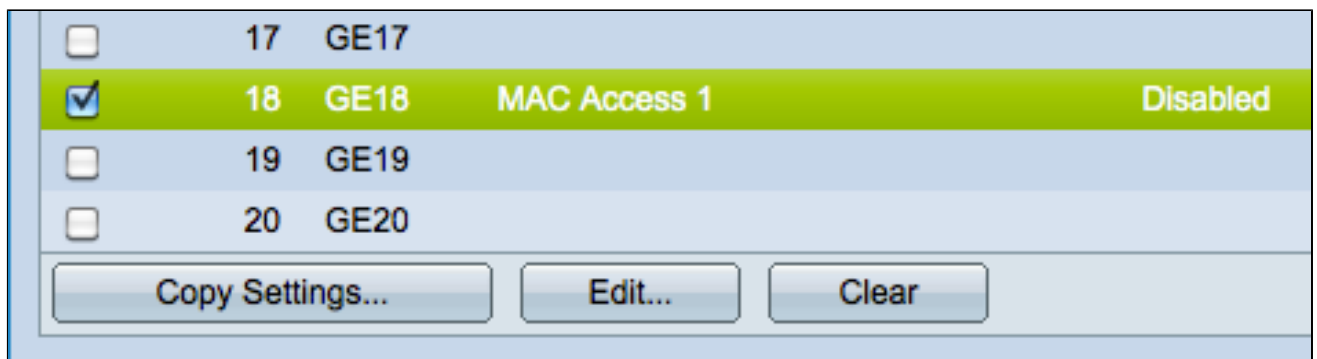 17 GE17
18 GE18 MAC Access 1 Disabled
19 GE19
20 GE20
Copy Settings... Edit... Clear